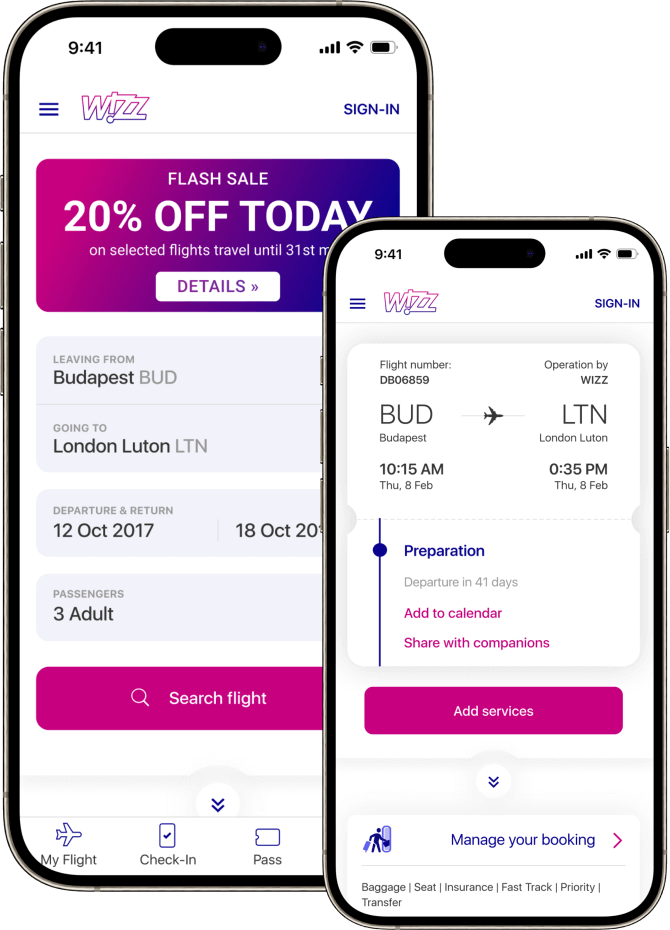 9:41
WIZZ
SIGN-IN
FLASH SALE
20% OFF TODAY
on selected flights travel until 31st
DETAILS »
LEAVING FROM
Budapest BUD
GOING TO
London Luton LTN
DEPARTURE & RETURN
12 Oct 2017
18 Oct
PASSENGERS
3 Adult
Search flight
My Flight
Check-In
Pass
9:41
WIZZ
SIGN-IN
Flight number:
DB06859
Operation by
WIZZ
BUD
Budapest
LTN
London Luton
10:15 AM
Thu, 8 Feb
0:35 PM
Thu, 8 Feb
Preparation
Departure in 41 days
Add to calendar
Share with companions
Add services
Manage your booking
Baggage | Seat | Insurance | Fast Track | Priority |
Transfer